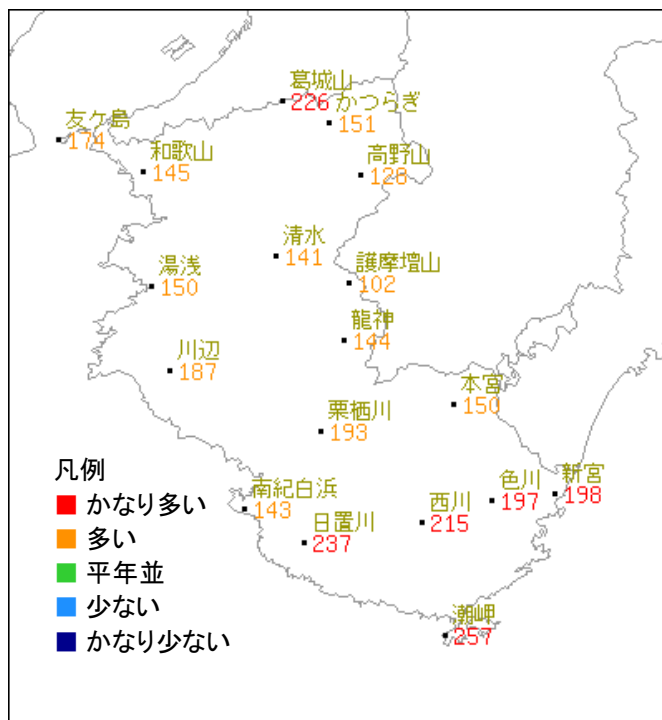 葛城山
226
かつらぎ
151
友ケ島
174
和歌山
145
高野山
128
清水
141
護摩壇山
102
湯浅
150
龍神
144
川辺
187
本宮
150
栗栖川
193
南紀白浜
143
日置川
237
西川
215
色川
197
新宮
198
潮岬
257
凡例
かなり多い
多い
平年並
少ない
かなり少ない